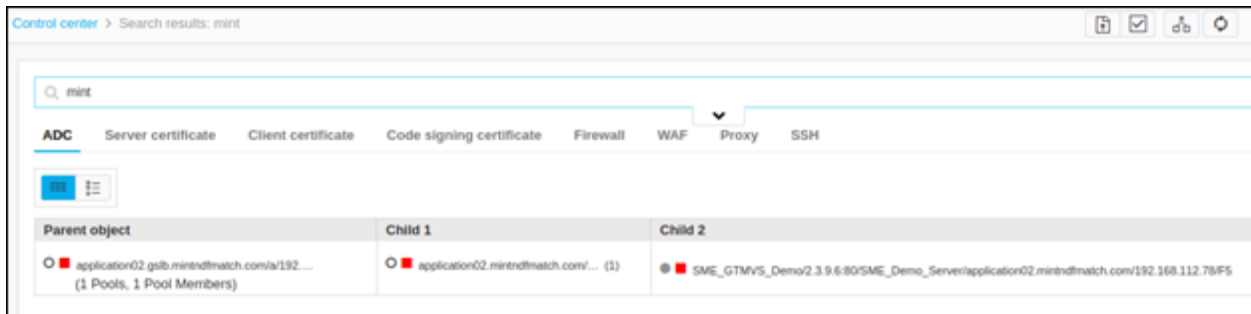 Control center > Search results: mint
mint
ADC Server certificate Client certificate Code signing certificate Firewall WAF Proxy SSH
Parent object Child 1 Child 2
application02.gslb.mintndfmatch.com/a/192.... application02.mintndfmatch.com/... (1) SME_GTMVS_Demo/2.3.9.6:80/SME_Demo_Server/application02.mintndfmatch.com/192.168.112.78/F5
(1 Pools, 1 Pool Members)